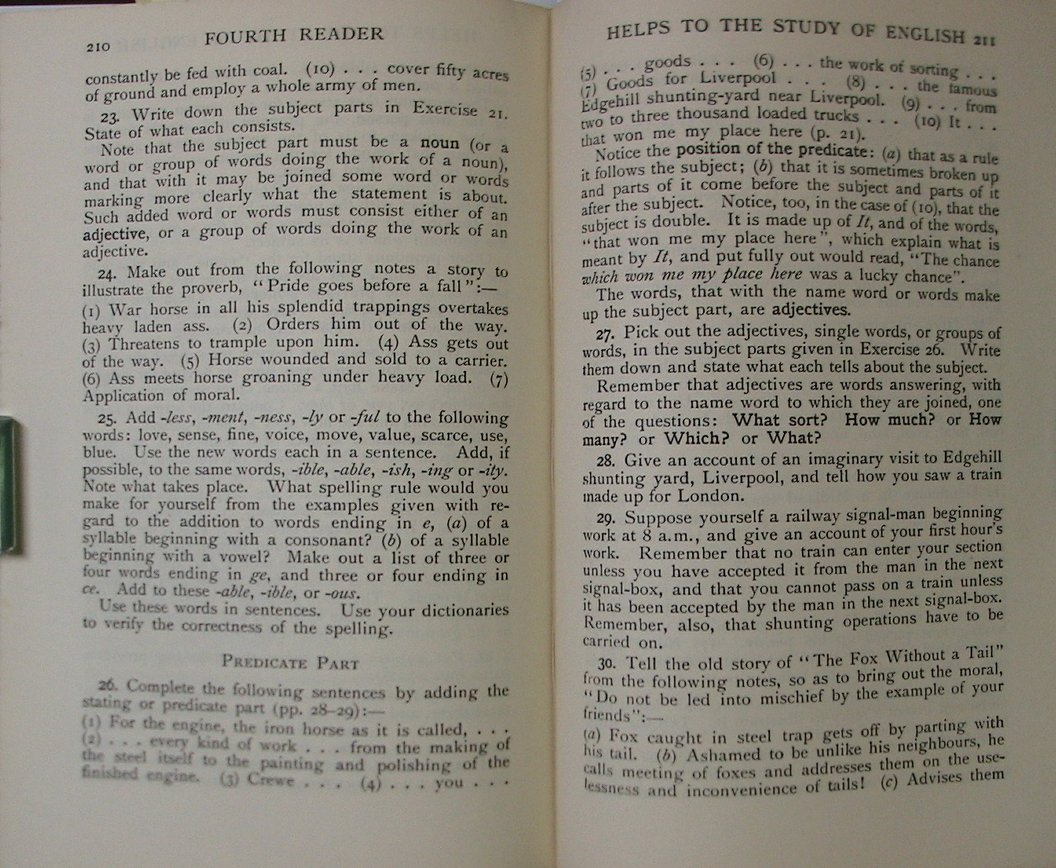 210 FOURTH READER
constantly be fed with coal. (10) . . . cover fifty acres
of ground and employ a whole army of men.
23. Write down the subject parts in Exercise 21.
State of what each consists.
Note that the subject part must be a noun (or a
word or group of words doing the work of a noun),
and that with it may be joined some word or words
marking more clearly what the statement is about.
Such added word or words must consist either of an
adjective, or a group of words doing the work of an
adjective.
24. Make out from the following notes a story to
illustrate the proverb, "Pride goes before a fall":—
(1) War horse in all his splendid trappings overtakes
heavy laden ass. (2) Orders him out of the way.
(3) Threatens to trample upon him. (4) Ass gets out
of the way. (5) Horse wounded and sold to a carrier.
(6) Ass meets horse groaning under heavy load. (7)
Application of moral.
25. Add -less, -ment, -ness, -ly or -ful to the following
words: love, sense, fine, voice, move, value, scarce, use,
blue. Use the new words each in a sentence. Add, if
possible, to the same words, -ible, -able, -ish, -ing or -ity.
Note what takes place. What spelling rule would you
make for yourself from the examples given with re-
gard to the addition to words ending in e, (a) of a
syllable beginning with a consonant? (b) of a syllable
beginning with a vowel? Make out a list of three or
four words ending in ge, and three or four ending in
ce. Add to these -able, -ible, or -ous.
Use these words in sentences. Use your dictionaries
to verify the correctness of the spelling.
PREDICATE PART
26. Complete the following sentences by adding the
stating or predicate part (pp. 28-29):—
(1) For the engine, the iron horse as it is called, . . .
(2) . . . every kind of work . . . from the making of
the steel itself to the painting and polishing of the
finished engine. (3) Crewe . . . (4) . . . you . . .
HELPS TO THE STUDY OF ENGLISH 211
(5) . . . goods . . . (6) . . . the work of sorting . . .
(7) Goods for Liverpool . . . (8) . . . the famous
Edgehill shunting-yard near Liverpool. (9) . . . from
two to three thousand loaded trucks . . . (10) It . . .
that won me my place here (p. 21).
Notice the position of the predicate: (a) that as a rule
it follows the subject; (b) that it is sometimes broken up
and parts of it come before the subject and parts of it
after the subject. Notice, too, in the case of (10), that the
subject is double. It is made up of It, and of the words,
"that won me my place here", which explain what is
meant by It, and put fully out would read, "The chance
which won me my place here was a lucky chance".
The words, that with the name word or words make
up the subject part, are adjectives.
27. Pick out the adjectives, single words, or groups of
words, in the subject parts given in Exercise 26. Write
them down and state what each tells about the subject.
Remember that adjectives are words answering, with
regard to the name word to which they are joined, one
of the questions: What sort? How much? or How
many? or Which? or What?
28. Give an account of an imaginary visit to Edgehill
shunting yard, Liverpool, and tell how you saw a train
made up for London.
29. Suppose yourself a railway signal-man beginning
work at 8 a.m., and give an account of your first hour's
work. Remember that no train can enter your section
unless you have accepted it from the man in the next
signal-box, and that you cannot pass on a train unless
it has been accepted by the man in the next signal-box.
Remember, also, that shunting operations have to be
carried on.
30. Tell the old story of "The Fox Without a Tail"
from the following notes, so as to bring out the moral,
"Do not be led into mischief by the example of your
friends":—
(a) Fox caught in steel trap gets off by parting with
his tail. (b) Ashamed to be unlike his neighbours, he
calls meeting of foxes and addresses them on the use-
lessness and inconvenience of tails! (c) Advises them